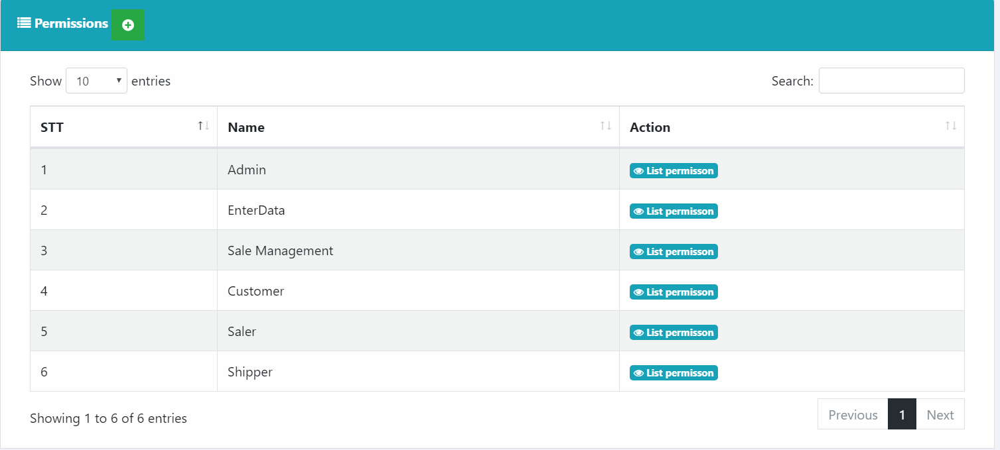 Permissions
Show 10 entries Search:
STT Name Action
1 Admin List permisson
2 EnterData List permisson
3 Sale Management List permisson
4 Customer List permisson
5 Saler List permisson
6 Shipper List permisson
Showing 1 to 6 of 6 entries Previous 1 Next